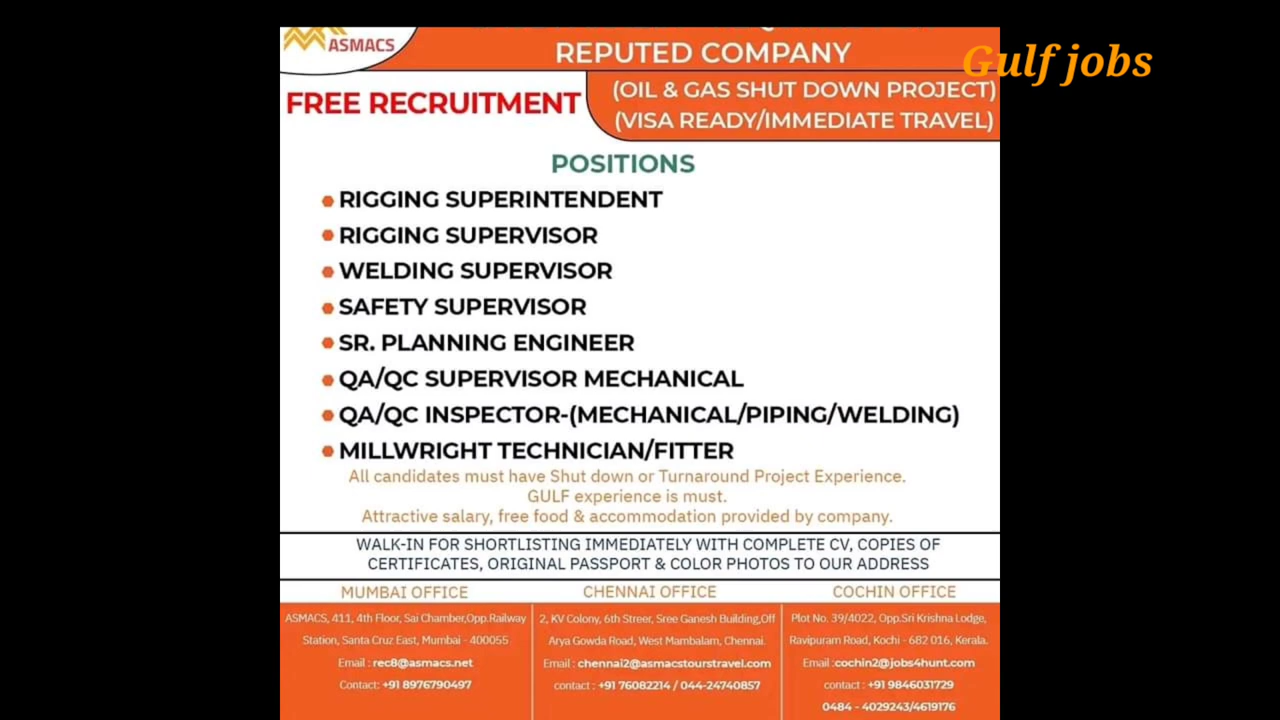 ASMACS
REPUTED COMPANY
Gulf jobs
FREE RECRUITMENT
(OIL & GAS SHUT DOWN PROJECT)
(VISA READY/IMMEDIATE TRAVEL)
POSITIONS
RIGGING SUPERINTENDENT
RIGGING SUPERVISOR
WELDING SUPERVISOR
SAFETY SUPERVISOR
SR. PLANNING ENGINEER
QA/QC SUPERVISOR MECHANICAL
QA/QC INSPECTOR-(MECHANICAL/PIPING/WELDING)
MILLWRIGHT TECHNICIAN/FITTER
All candidates must have Shut down or Turnaround Project Experience.
GULF experience is must.
Attractive salary, free food & accommodation provided by company.
WALK-IN FOR SHORTLISTING IMMEDIATELY WITH COMPLETE CV, COPIES OF
CERTIFICATES, ORIGINAL PASSPORT & COLOR PHOTOS TO OUR ADDRESS
MUMBAI OFFICE
ASMACS, 411, 4th Floor, Sai Chamber,Opp.Railway
Station, Santa Cruz East, Mumbai - 400055
Email : rec8@asmacs.net
Contact: +91 8976790497
CHENNAI OFFICE
2, KV Colony, 6th Streer, Sree Ganesh Building,Off
Arya Gowda Road, West Mambalam, Chennai.
Email : chennai2@asmacstourstravel.com
contact : +91 76082214 / 044-24740857
COCHIN OFFICE
Plot No. 39/4022, Opp.Sri Krishna Lodge,
Ravipuram Road, Kochi - 682 016, Kerala.
Email :cochin2@jobs4hunt.com
contact : +91 9846031729
0484 - 4029243/4619176